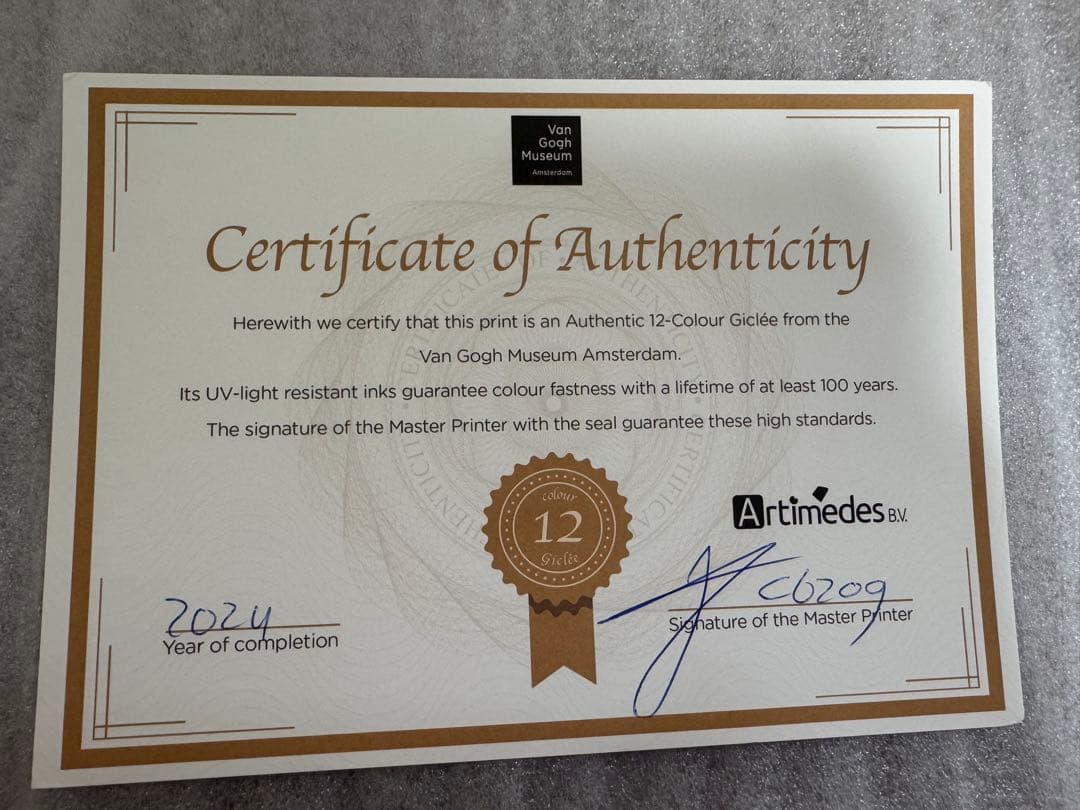 Van
Gogh
Museum
Amsterdam
Certificate of Authenticity
Herewith we certify that this print is an Authentic 12-Colour Giclée from the
Van Gogh Museum Amsterdam.
Its UV-light resistant inks guarantee colour fastness with a lifetime of at least 100 years.
The signature of the Master Printer with the seal guarantee these high standards.
colour
12
Giclée
Artimedes B.V.
2024
Year of completion
Signature of the Master Printer